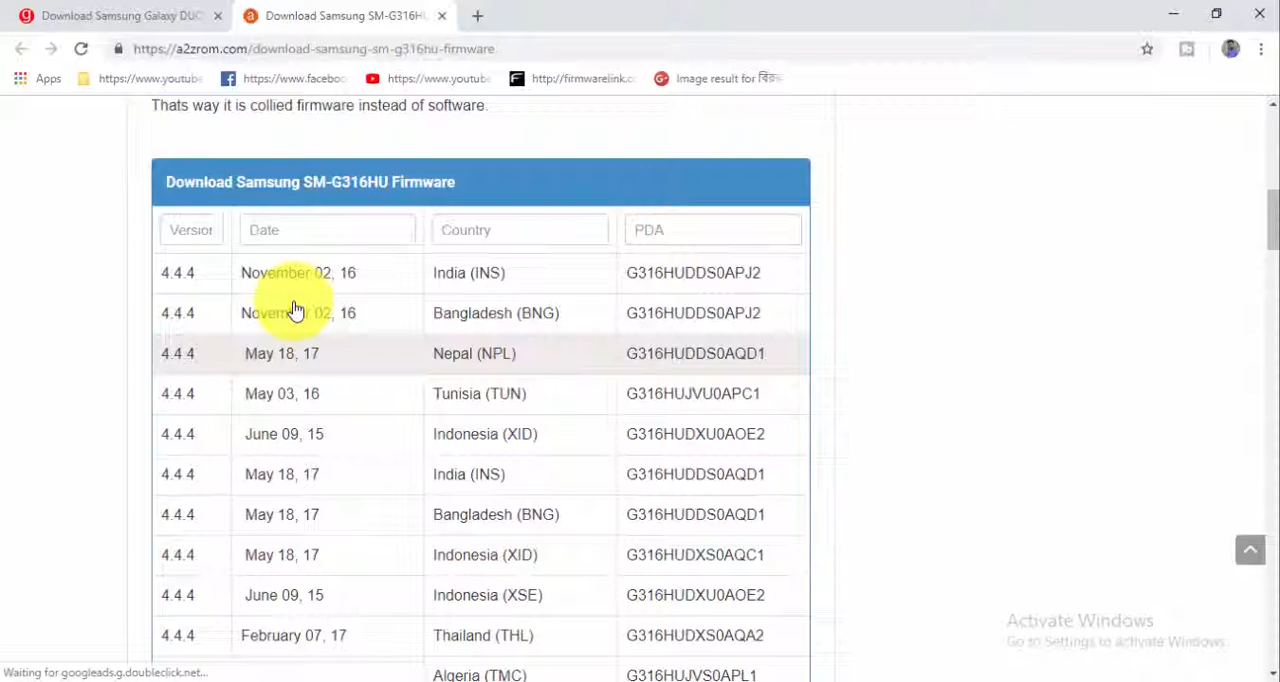 Download Samsung Galaxy DUO
Download Samsung SM-G316HU
https://a2zrom.com/download-samsung-sm-g316hu-firmware
Apps https://www.youtube https://www.faceboo https://www.youtube http://firmwarelink.co Image result for বিকা
Thats way it is collied firmware instead of software.
Download Samsung SM-G316HU Firmware
Version Date Country PDA
4.4.4 November 02, 16 India (INS) G316HUDDS0APJ2
4.4.4 November 02, 16 Bangladesh (BNG) G316HUDDS0APJ2
4.4.4 May 18, 17 Nepal (NPL) G316HUDDS0AQD1
4.4.4 May 03, 16 Tunisia (TUN) G316HUJVU0APC1
4.4.4 June 09, 15 Indonesia (XID) G316HUDXU0AOE2
4.4.4 May 18, 17 India (INS) G316HUDDS0AQD1
4.4.4 May 18, 17 Bangladesh (BNG) G316HUDDS0AQD1
4.4.4 May 18, 17 Indonesia (XID) G316HUDXS0AQC1
4.4.4 June 09, 15 Indonesia (XSE) G316HUDXU0AOE2
4.4.4 February 07, 17 Thailand (THL) G316HUDXS0AQA2
Algeria (TMC) G316HUJVS0APL1
Activate Windows
Go to Settings to activate Windows.
Waiting for googleads.g.doubleclick.net...